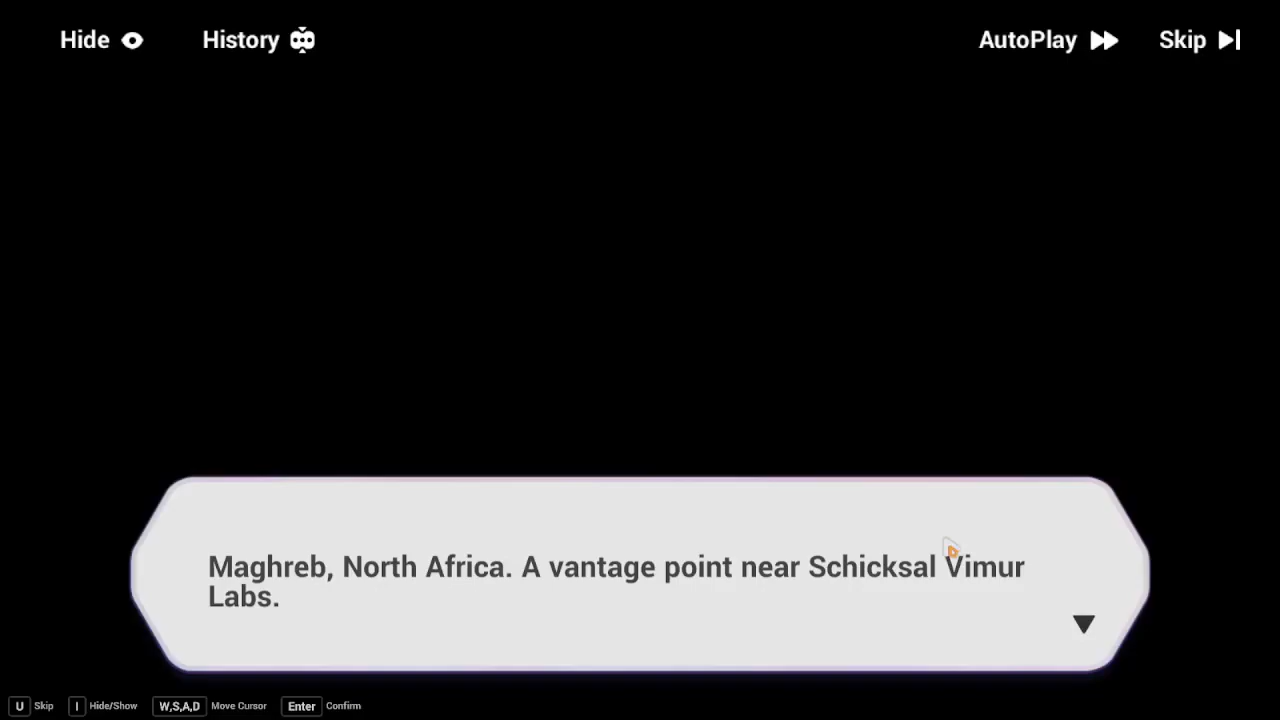 Hide History AutoPlay Skip
Maghreb, North Africa. A vantage point near Schicksal Vimur
Labs.
U Skip I Hide/Show W,S,A,D Move Cursor Enter Confirm